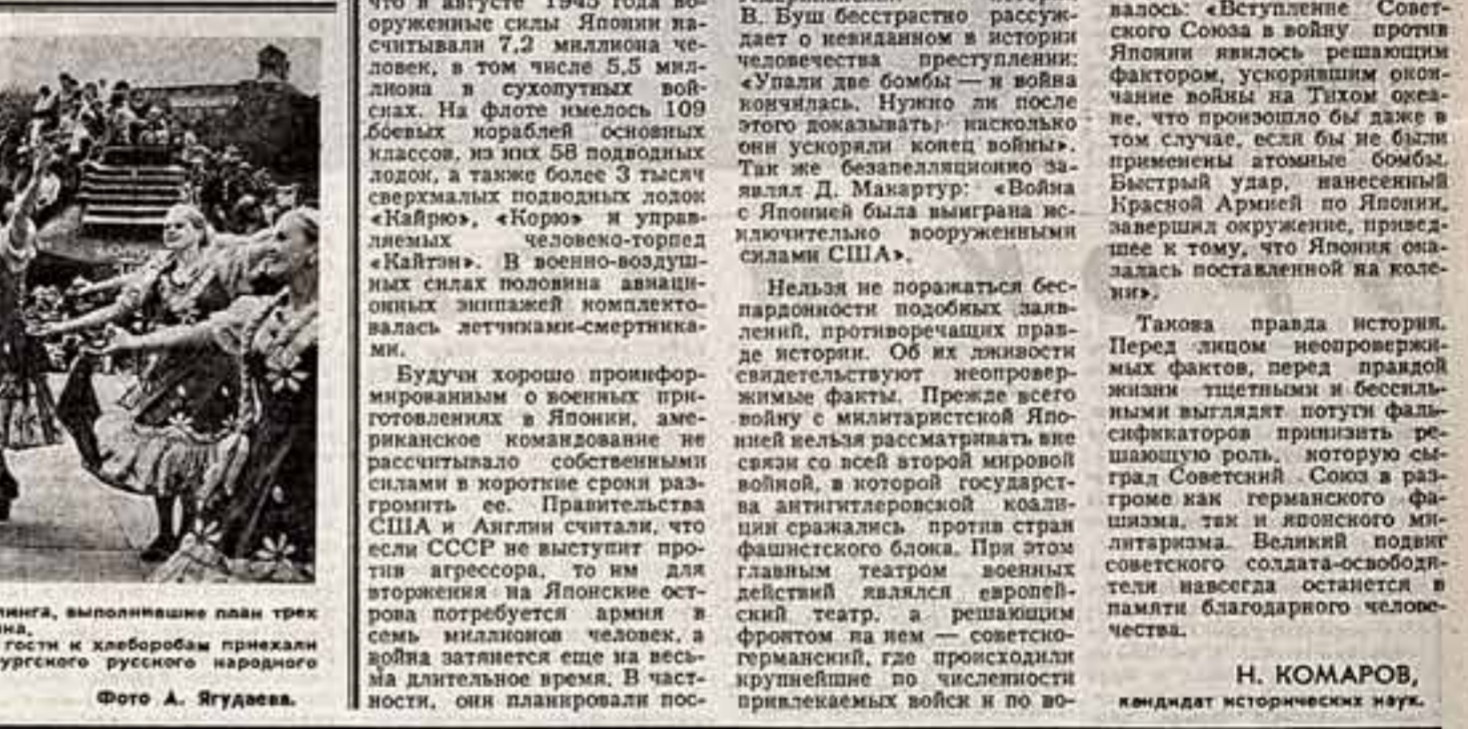 линга, выполнившие план трех
на.
гости к хлеборобам приехали
ургского русского народного
Фото А. Ягудаева.
что в августе 1945 года во-
оруженные силы Японии на-
считывали 7,2 миллиона че-
ловек, в том числе 5,5 мил-
лиона в сухопутных вой-
сках. На флоте имелось 109
боевых кораблей основных
классов, из них 58 подводных
лодок, а также более 3 тысяч
сверхмалых подводных лодок
«Кайрю», «Корю» и управ-
ляемых человеко-торпед
«Кайтэн». В военно-воздуш-
ных силах половина авиаци-
онных экипажей комплекто-
валась летчиками-смертника-
ми.
Будучи хорошо проинфор-
мированным о военных при-
готовлениях в Японии, аме-
риканское командование не
рассчитывало собственными
силами в короткие сроки раз-
громить ее. Правительства
США и Англии считали, что
если СССР не выступит про-
тив агрессора, то им для
вторжения на Японские ост-
рова потребуется армия в
семь миллионов человек, а
война затянется еще на весь-
ма длительное время. В част-
ности, они планировали пос-
В. Буш бесстрастно рассуж-
дает о невиданном в истории
человечества преступлении:
«Упали две бомбы — и война
кончилась. Нужно ли после
этого доказывать, насколько
они ускорили конец войны».
Так же безапелляционно за-
являл Д. Макартур: «Война
с Японией была выиграна ис-
ключительно вооруженными
силами США».
Нельзя не поражаться бес-
пардонности подобных заяв-
лений, противоречащих прав-
де истории. Об их лживости
свидетельствуют неопровер-
жимые факты. Прежде всего
войну с милитаристской Япо-
нией нельзя рассматривать вне
связи со всей второй мировой
войной, в которой государст-
ва антигитлеровской коали-
ции сражались против стран
фашистского блока. При этом
главным театром военных
действий являлся европей-
ский театр, а решающим
фронтом на нем — советско-
германский, где происходили
крупнейшие по численности
привлекаемых войск и по во-
валось: «Вступление Совет-
ского Союза в войну против
Японии явилось решающим
фактором, ускорившим окон-
чание войны на Тихом океа-
не, что произошло бы даже в
том случае, если бы не были
применены атомные бомбы.
Быстрый удар, нанесенный
Красной Армией по Японии,
завершил окружение, привед-
шее к тому, что Япония ока-
залась поставленной на коле-
ни».
Такова правда истории.
Перед лицом неопровержи-
мых фактов, перед правдой
жизни тщетными и бессиль-
ными выглядят потуги фаль-
сификаторов принизить ре-
шающую роль, которую сы-
грал Советский Союз в раз-
громе как германского фа-
шизма, так и японского ми-
литаризма. Великий подвиг
советского солдата-освободи-
теля навсегда останется в
памяти благодарного челове-
чества.
Н. КОМАРОВ,
кандидат исторических наук.